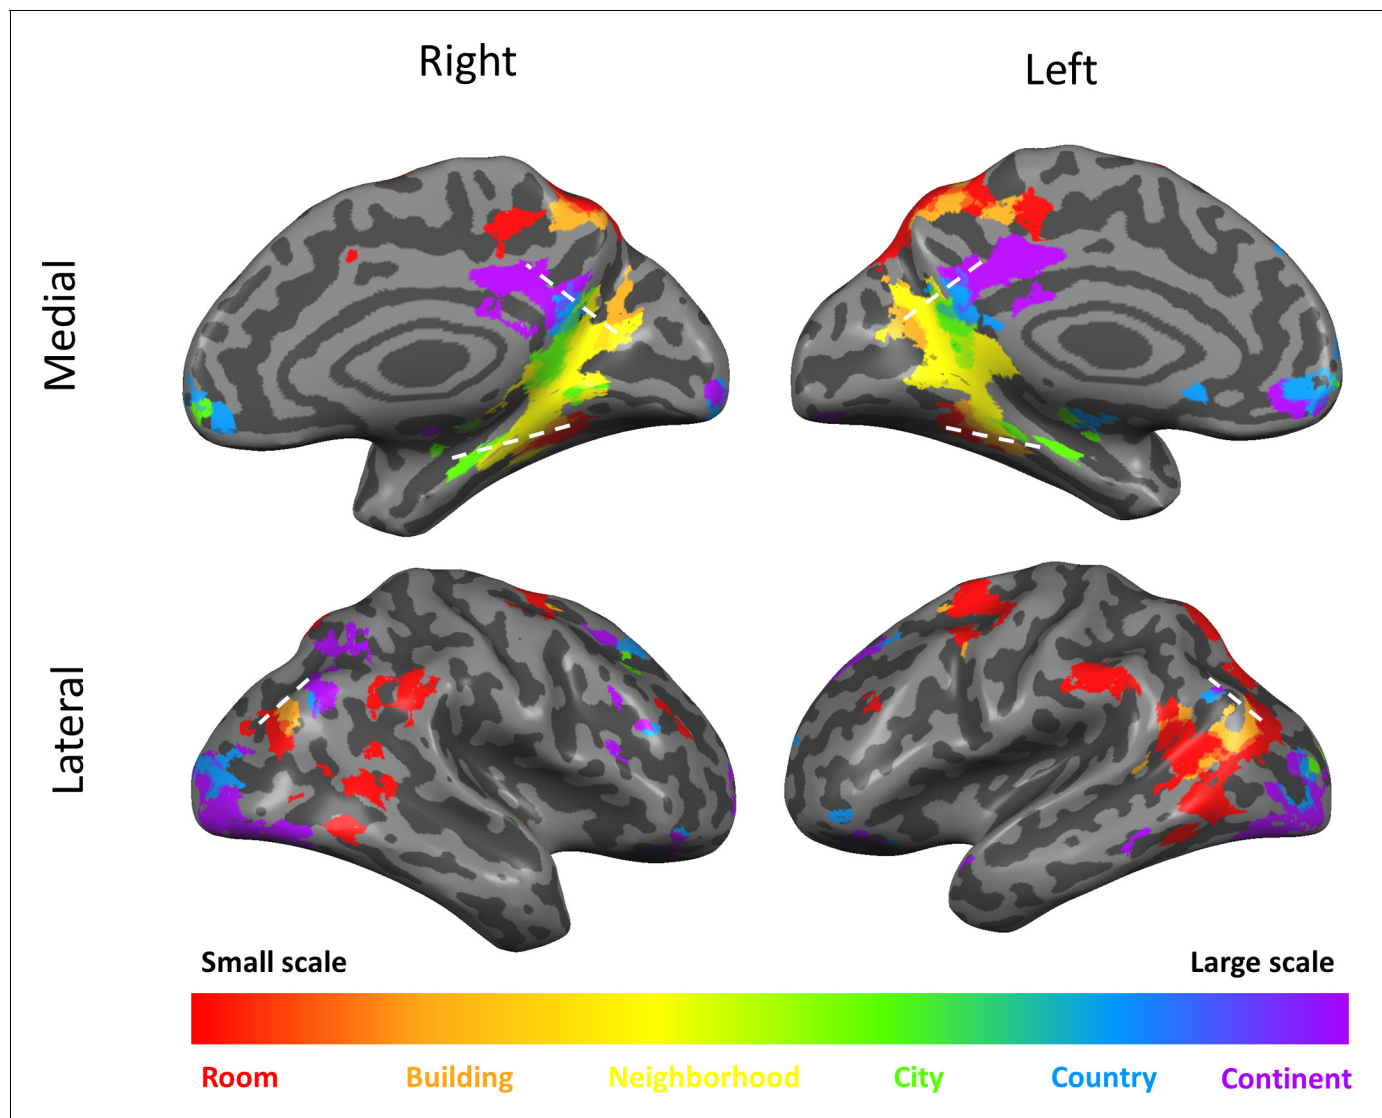 Right
Left
Medial
Lateral
Small scale
Large scale
Room
Building
Neighborhood
City
Country
Continent